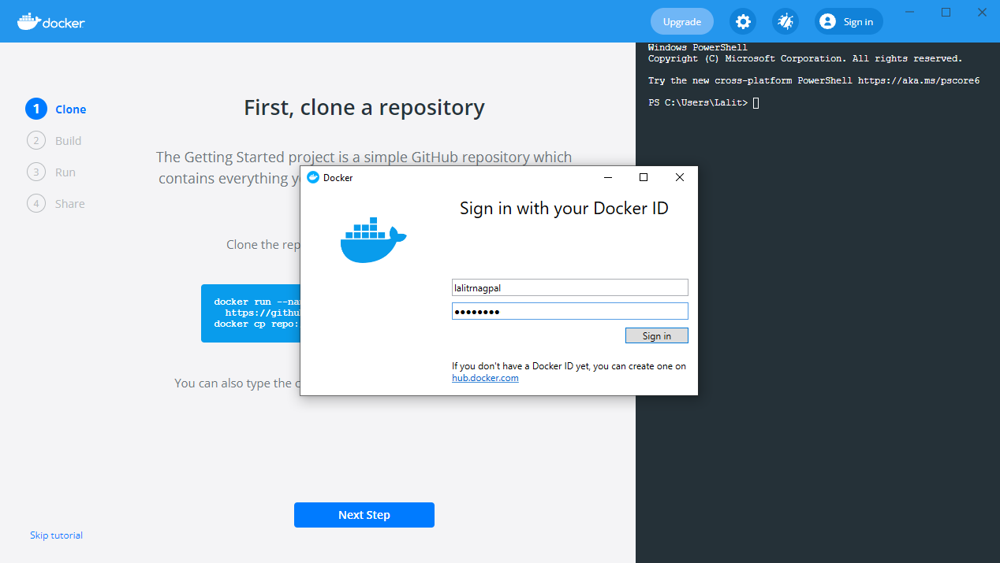 docker
Upgrade
Sign in
1 Clone
2 Build
3 Run
4 Share
First, clone a repository
The Getting Started project is a simple GitHub repository which
contains everything
Clone the
docker run
https://
docker cp repo:
You can also type the
Next Step
Skip tutorial
Windows PowerShell
Copyright (C) Microsoft Corporation. All rights reserved.
Try the new cross-platform PowerShell https://aka.ms/pscore6
PS C:\Users\Lalit>
Docker
Sign in with your Docker ID
lalitrnagpal
••••••••
Sign in
If you don't have a Docker ID yet, you can create one on
hub.docker.com